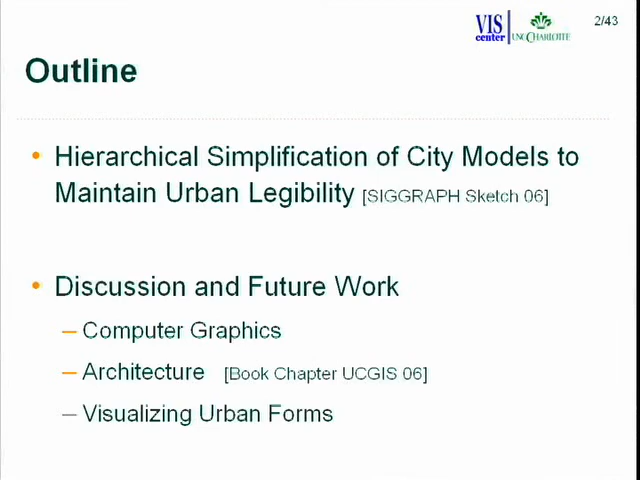 VIS
center
UNC CHARLOTTE
2/43
Outline
• Hierarchical Simplification of City Models to
Maintain Urban Legibility [SIGGRAPH Sketch 06]
• Discussion and Future Work
– Computer Graphics
– Architecture [Book Chapter UCGIS 06]
– Visualizing Urban Forms